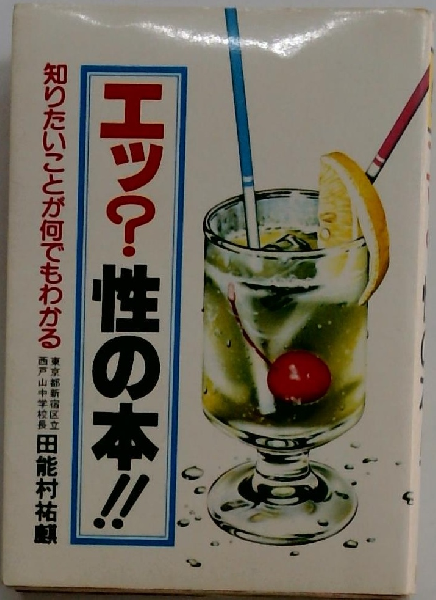 エッ?性の本!!
知りたいことが何でもわかる
東京都新宿区立
西戸山中学校長
田能村祐麒